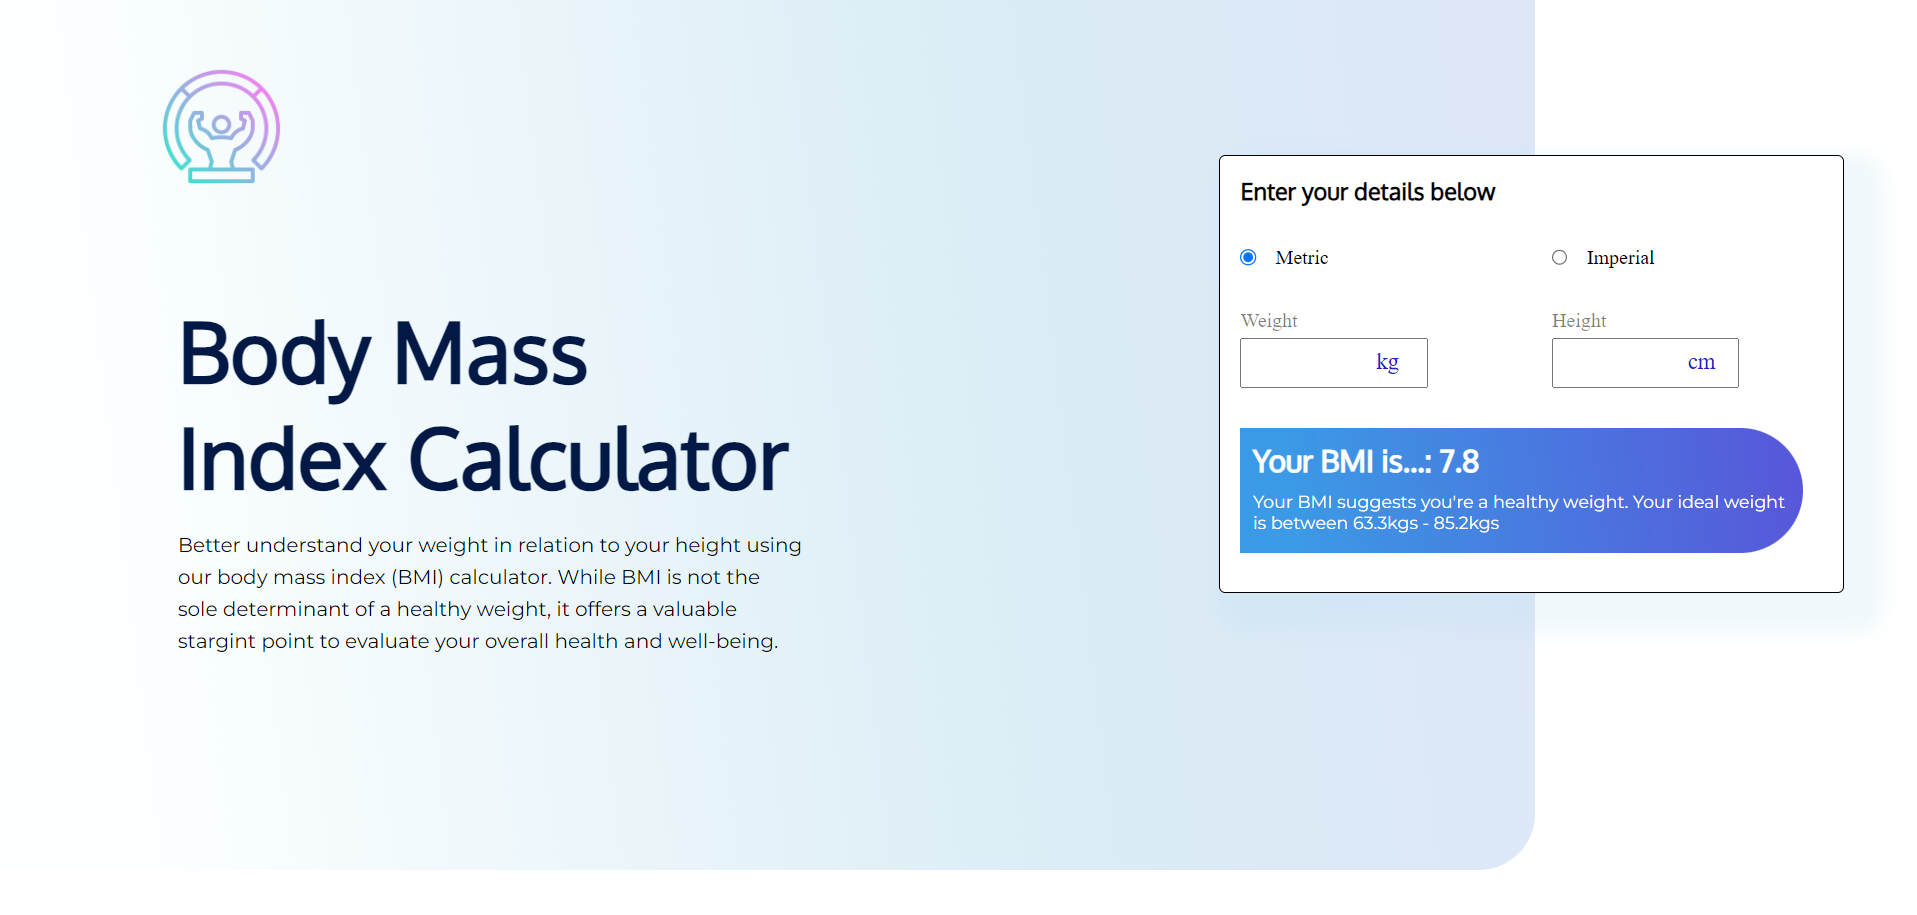 Body Mass
Index Calculator
Better understand your weight in relation to your height using
our body mass index (BMI) calculator. While BMI is not the
sole determinant of a healthy weight, it offers a valuable
stargint point to evaluate your overall health and well-being.
Enter your details below
Metric Imperial
Weight Height
kg cm
Your BMI is...: 7.8
Your BMI suggests you're a healthy weight. Your ideal weight
is between 63.3kgs - 85.2kgs